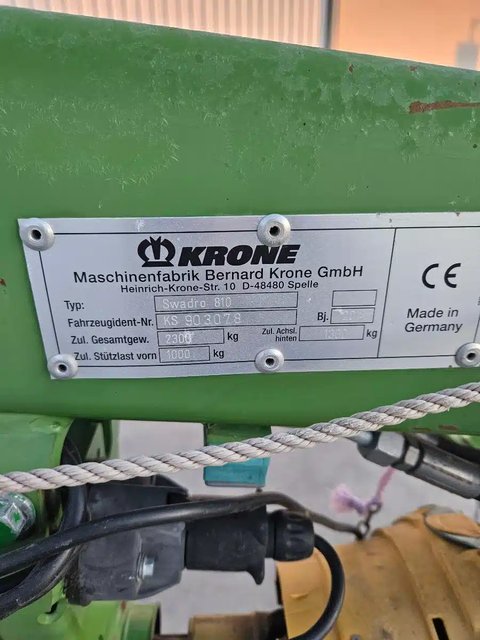 KRONE
Maschinenfabrik Bernard Krone GmbH
Heinrich-Krone-Str. 10 D-48480 Spelle
Typ: Swadro 810
Fahrzeugident-Nr. KS 903078 Bj.
Zul. Gesamtgew. 2300 kg Zul. Achsl. hinten kg
Zul. Stützlast vorn 1000 kg
CE
Made in
Germany